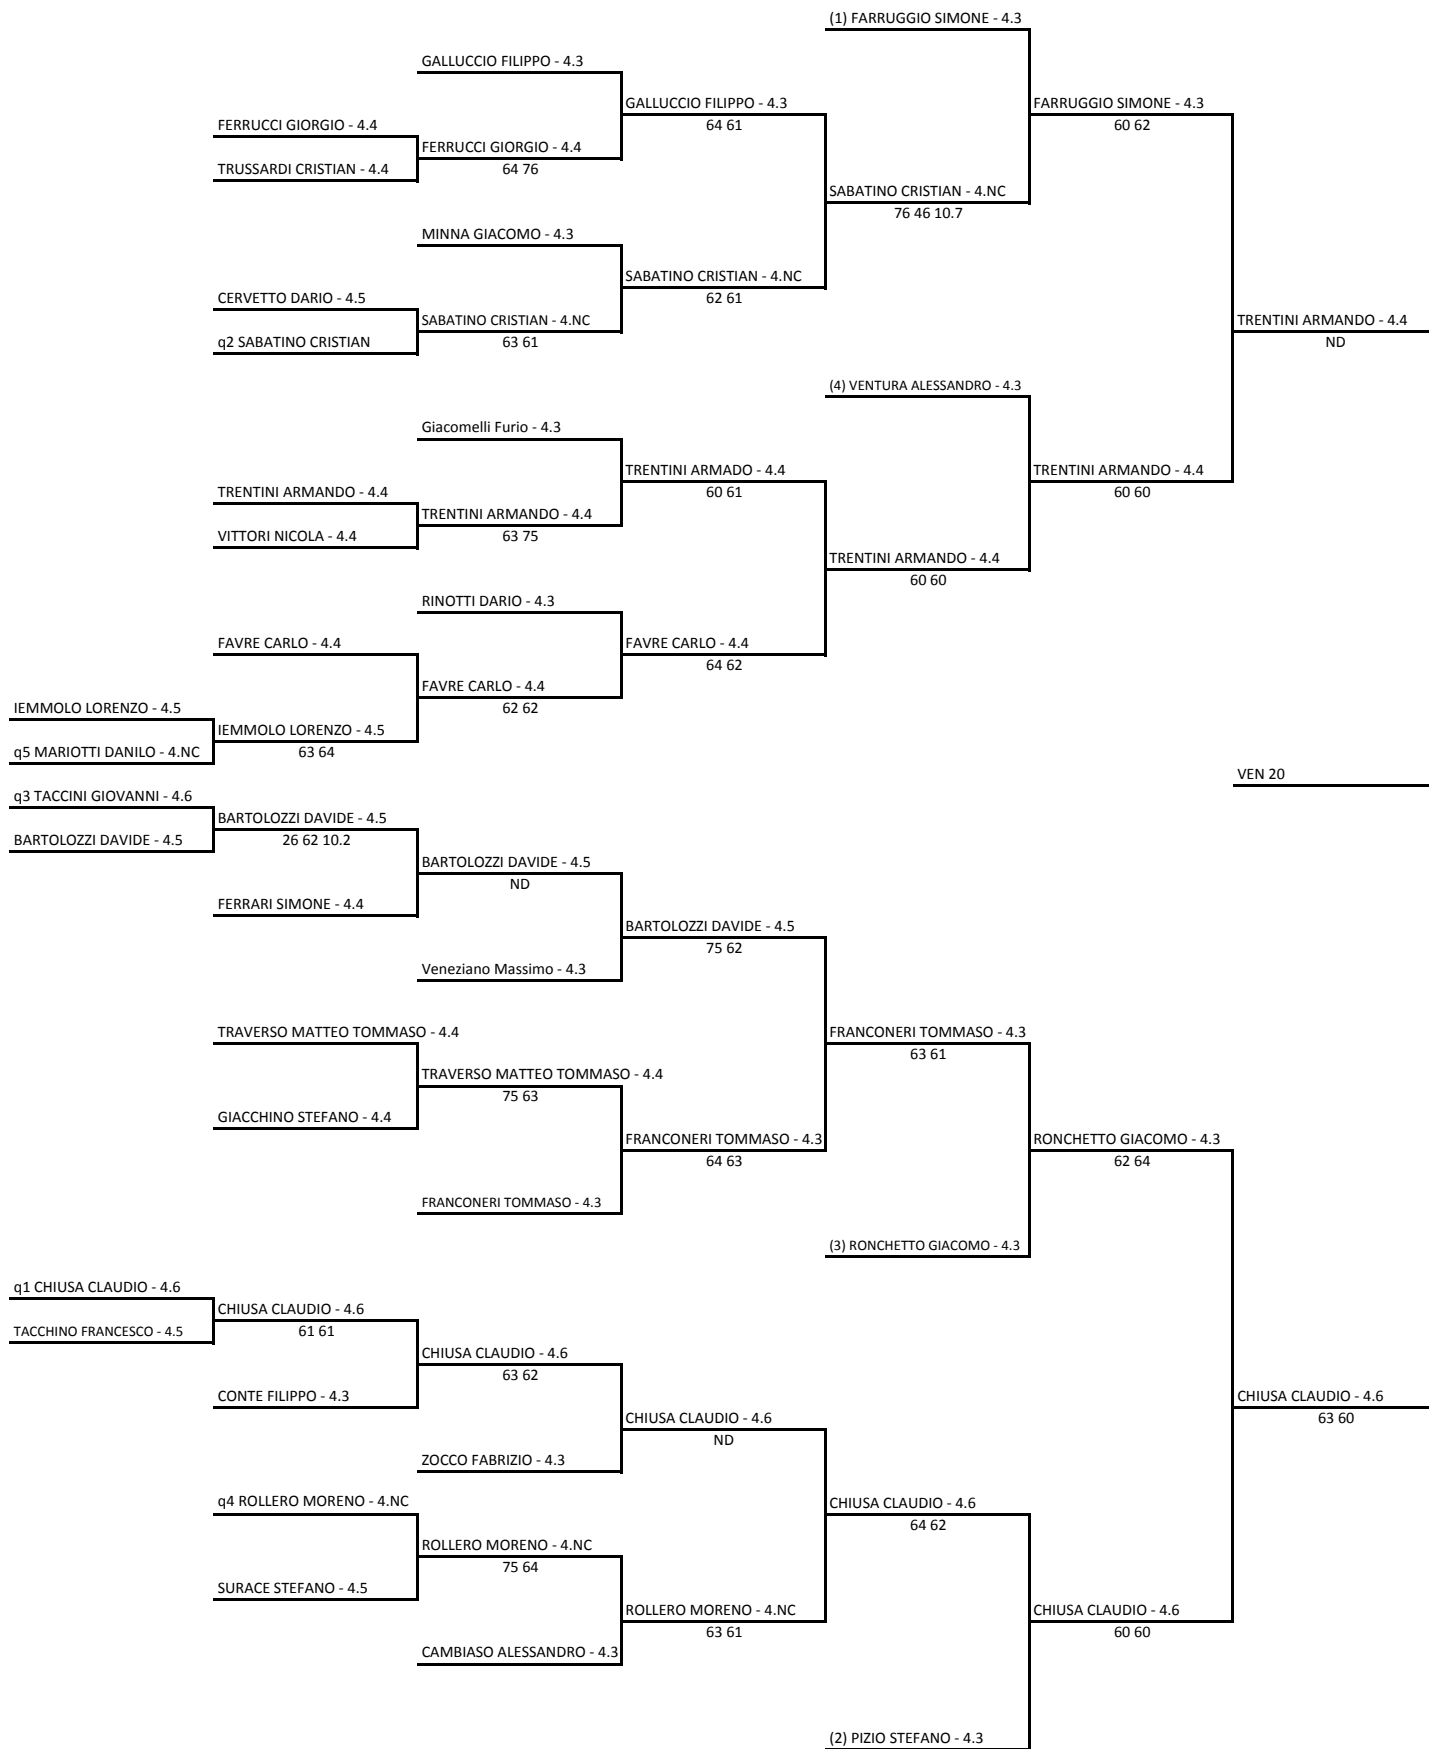 (1) FARRUGGIO SIMONE - 4.3
GALLUCCIO FILIPPO - 4.3
GALLUCCIO FILIPPO - 4.3
FARRUGGIO SIMONE - 4.3
64 61
60 62
FERRUCCI GIORGIO - 4.4
FERRUCCI GIORGIO - 4.4
TRUSSARDI CRISTIAN - 4.4
64 76
SABATINO CRISTIAN - 4.NC
76 46 10.7
MINNA GIACOMO - 4.3
SABATINO CRISTIAN - 4.NC
62 61
CERVETTO DARIO - 4.5
SABATINO CRISTIAN - 4.NC
TRENTINI ARMANDO - 4.4
q2 SABATINO CRISTIAN
63 61
ND
(4) VENTURA ALESSANDRO - 4.3
Giacomelli Furio - 4.3
TRENTINI ARMADO - 4.4
TRENTINI ARMANDO - 4.4
60 61
60 60
TRENTINI ARMANDO - 4.4
TRENTINI ARMANDO - 4.4
VITTORI NICOLA - 4.4
63 75
TRENTINI ARMANDO - 4.4
60 60
RINOTTI DARIO - 4.3
FAVRE CARLO - 4.4
FAVRE CARLO - 4.4
64 62
FAVRE CARLO - 4.4
62 62
IEMMOLO LORENZO - 4.5
IEMMOLO LORENZO - 4.5
q5 MARIOTTI DANILO - 4.NC
63 64
VEN 20
q3 TACCINI GIOVANNI - 4.6
BARTOLOZZI DAVIDE - 4.5
BARTOLOZZI DAVIDE - 4.5
26 62 10.2
BARTOLOZZI DAVIDE - 4.5
ND
FERRARI SIMONE - 4.4
BARTOLOZZI DAVIDE - 4.5
75 62
Veneziano Massimo - 4.3
TRAVERSO MATTEO TOMMASO - 4.4
FRANCONERI TOMMASO - 4.3
63 61
TRAVERSO MATTEO TOMMASO - 4.4
75 63
GIACCHINO STEFANO - 4.4
FRANCONERI TOMMASO - 4.3
RONCHETTO GIACOMO - 4.3
64 63
62 64
FRANCONERI TOMMASO - 4.3
(3) RONCHETTO GIACOMO - 4.3
q1 CHIUSA CLAUDIO - 4.6
CHIUSA CLAUDIO - 4.6
TACCHINO FRANCESCO - 4.5
61 61
CHIUSA CLAUDIO - 4.6
63 62
CONTE FILIPPO - 4.3
CHIUSA CLAUDIO - 4.6
63 60
CHIUSA CLAUDIO - 4.6
ND
ZOCCO FABRIZIO - 4.3
q4 ROLLERO MORENO - 4.NC
CHIUSA CLAUDIO - 4.6
64 62
ROLLERO MORENO - 4.NC
75 64
SURACE STEFANO - 4.5
ROLLERO MORENO - 4.NC
CHIUSA CLAUDIO - 4.6
63 61
60 60
CAMBIASO ALESSANDRO - 4.3
(2) PIZIO STEFANO - 4.3